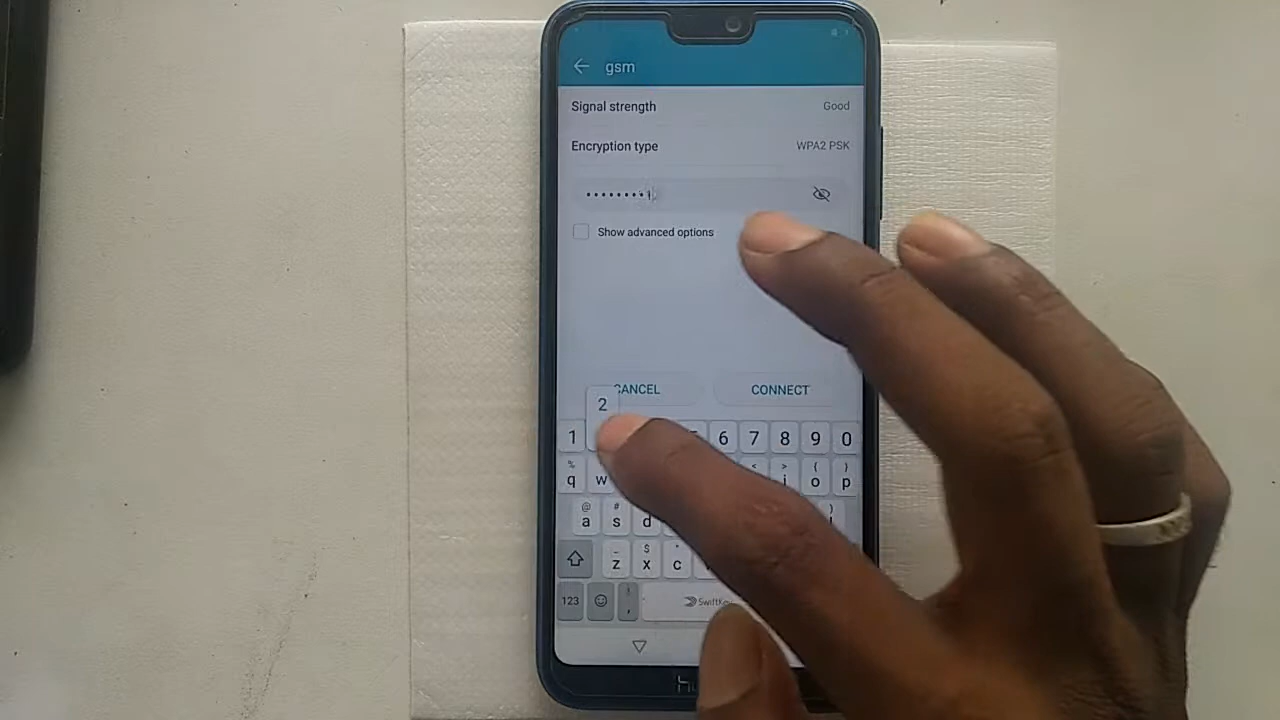 gsm
Signal strength Good
Encryption type WPA2 PSK
Show advanced options
CANCEL CONNECT
2
1 6 7 8 9 0
% < > { }
q w i o p
@ # )
a s d
_ $ "
z x c
123 , SwiftKey